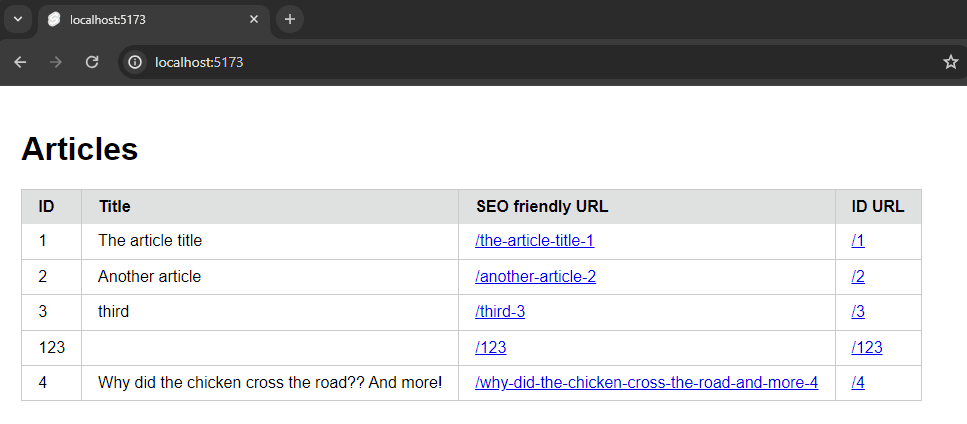 localhost:5173
localhost:5173
Articles
ID Title SEO friendly URL ID URL
1 The article title /the-article-title-1 /1
2 Another article /another-article-2 /2
3 third /third-3 /3
123 /123 /123
4 Why did the chicken cross the road?? And more! /why-did-the-chicken-cross-the-road-and-more-4 /4